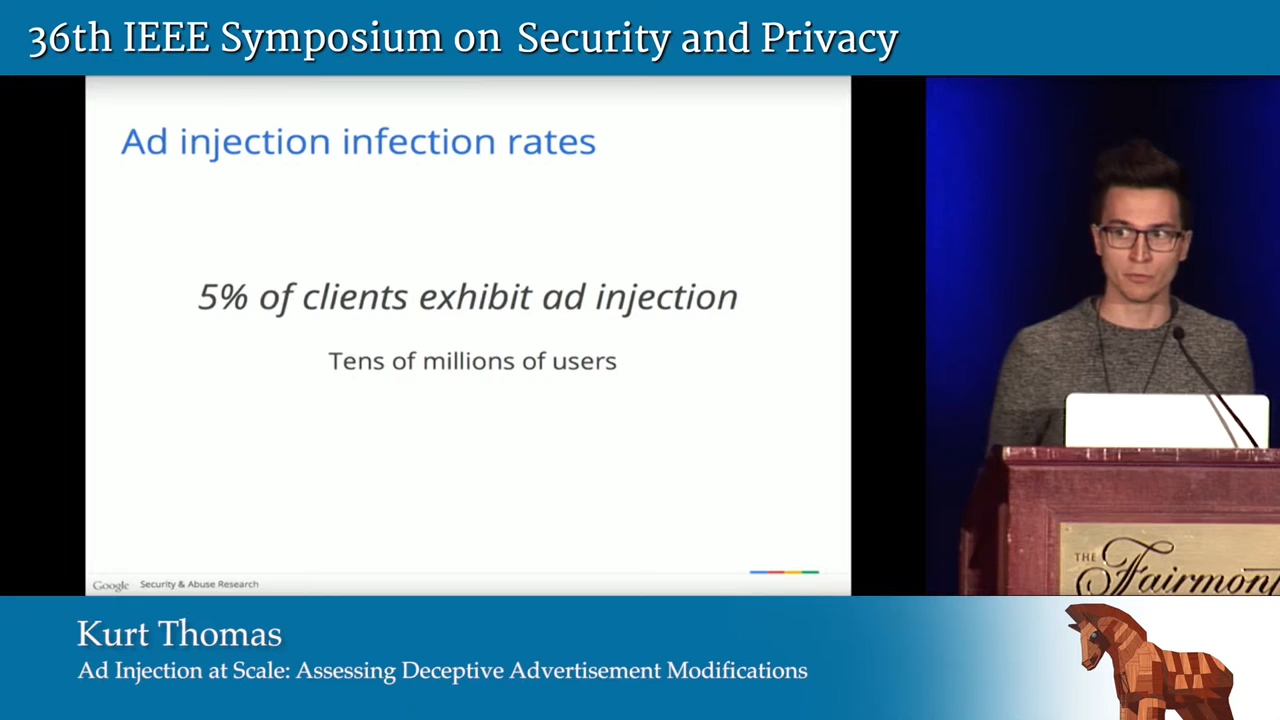 36th IEEE Symposium on Security and Privacy
Ad injection infection rates
5% of clients exhibit ad injection
Tens of millions of users
Google Security & Abuse Research
THE
Fairmont
Kurt Thomas
Ad Injection at Scale: Assessing Deceptive Advertisement Modifications